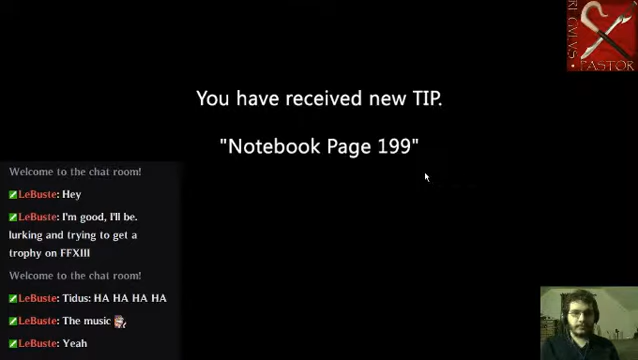 You have received new TIP.
"Notebook Page 199"
PASTOR
Welcome to the chat room!
LeBuste: Hey
LeBuste: I'm good, I'll be.
lurking and trying to get a
trophy on FFXIII
Welcome to the chat room!
LeBuste: Tidus: HA HA HA HA
LeBuste: The music
LeBuste: Yeah